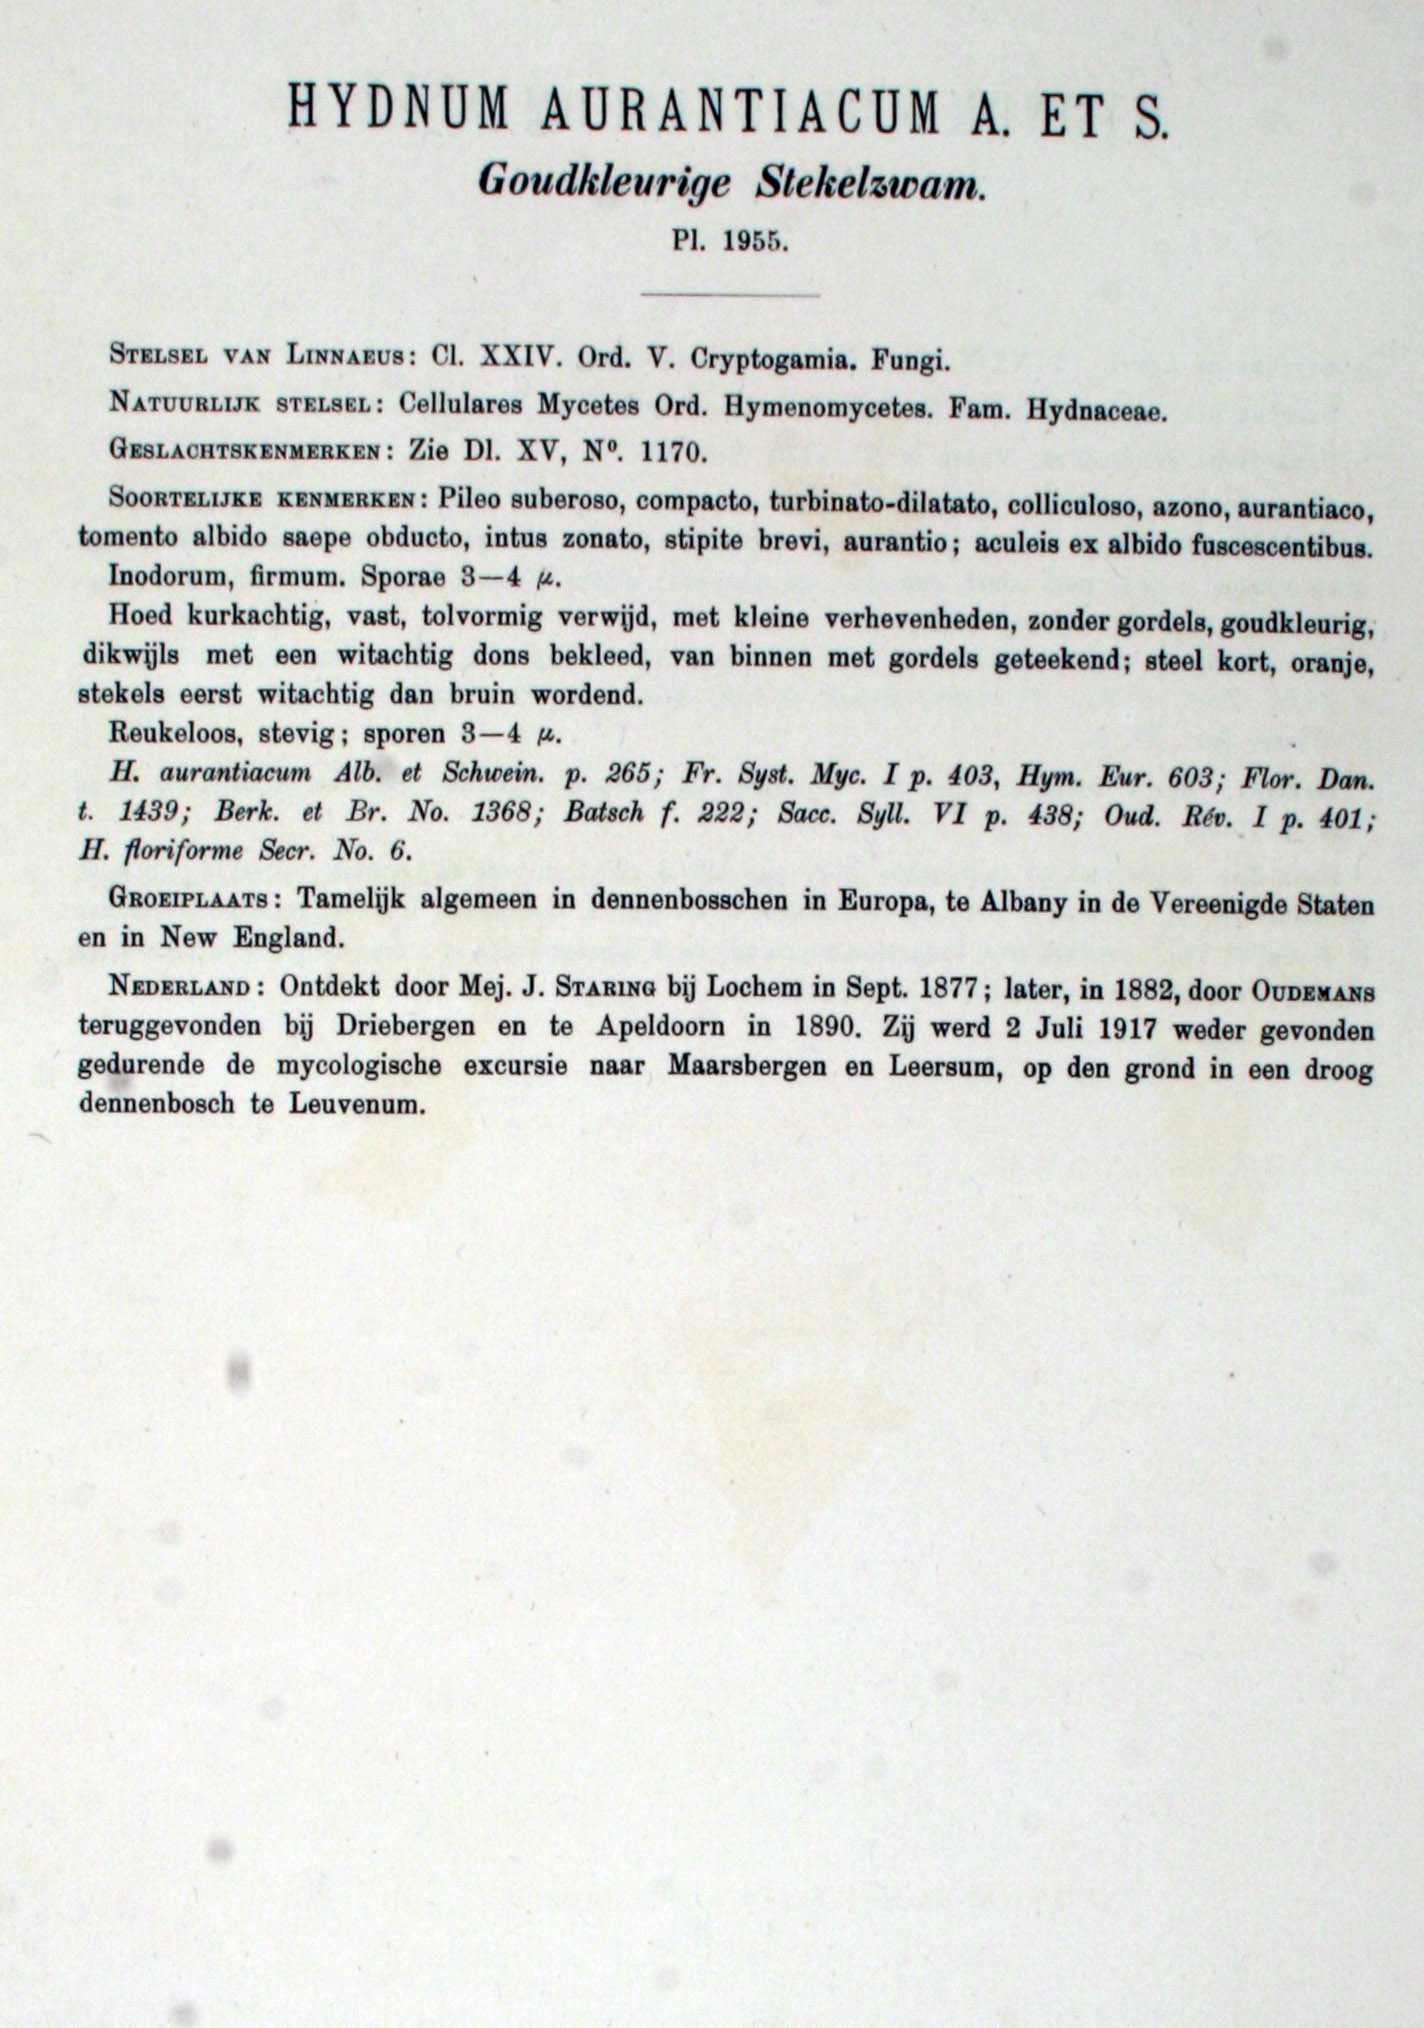 HYDNUM AURANTIACUM A. ET S.
Goudkleurige Stekelzwam.
Pl. 1955.
STELSEL VAN LINNAEUS: Cl. XXIV. Ord. V. Cryptogamia. Fungi.
NATUURLIJK STELSEL: Cellulares Mycetes Ord. Hymenomycetes. Fam. Hydnaceae.
GESLACHTSKENMERKEN: Zie Dl. XV, Nº. 1170.
SOORTELIJKE KENMERKEN: Pileo suberoso, compacto, turbinato-dilatato, colliculoso, azono, aurantiaco,
tomento albido saepe obducto, intus zonato, stipite brevi, aurantio; aculeis ex albido fuscescentibus.
Inodorum, firmum. Sporae 3—4 µ.
Hoed kurkachtig, vast, tolvormig verwijd, met kleine verhevenheden, zonder gordels, goudkleurig,
dikwijls met een witachtig dons bekleed, van binnen met gordels geteekend; steel kort, oranje,
stekels eerst witachtig dan bruin wordend.
Reukeloos, stevig; sporen 3—4 µ.
H. aurantiacum Alb. et Schwein. p. 265; Fr. Syst. Myc. I p. 403, Hym. Eur. 603; Flor. Dan.
t. 1439; Berk. et Br. No. 1368; Batsch f. 222; Sacc. Syll. VI p. 438; Oud. Rév. I p. 401;
H. floriforme Secr. No. 6.
GROEIPLAATS: Tamelijk algemeen in dennenbosschen in Europa, te Albany in de Vereenigde Staten
en in New England.
NEDERLAND: Ontdekt door Mej. J. STARING bij Lochem in Sept. 1877; later, in 1882, door OUDEMANS
teruggevonden bij Driebergen en te Apeldoorn in 1890. Zij werd 2 Juli 1917 weder gevonden
gedurende de mycologische excursie naar Maarsbergen en Leersum, op den grond in een droog
dennenbosch te Leuvenum.